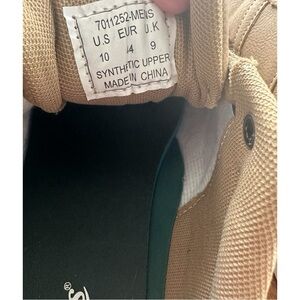 7011252-MENS
U.S EUR U.K
10 44 9
SYNTHETIC UPPER
MADE IN CHINA